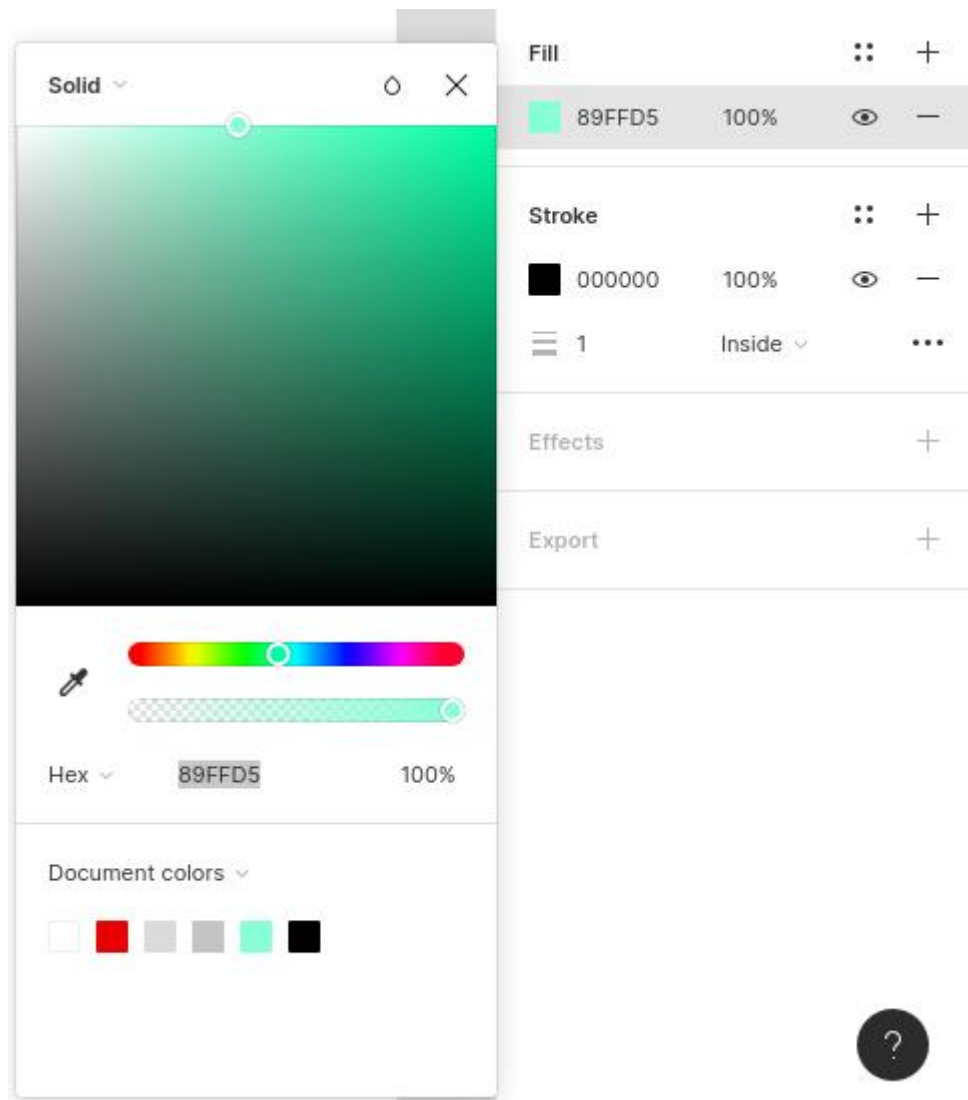 Solid
Hex 89FFD5 100%
Document colors
Fill
89FFD5 100%
Stroke
000000 100%
1 Inside
Effects
Export
?